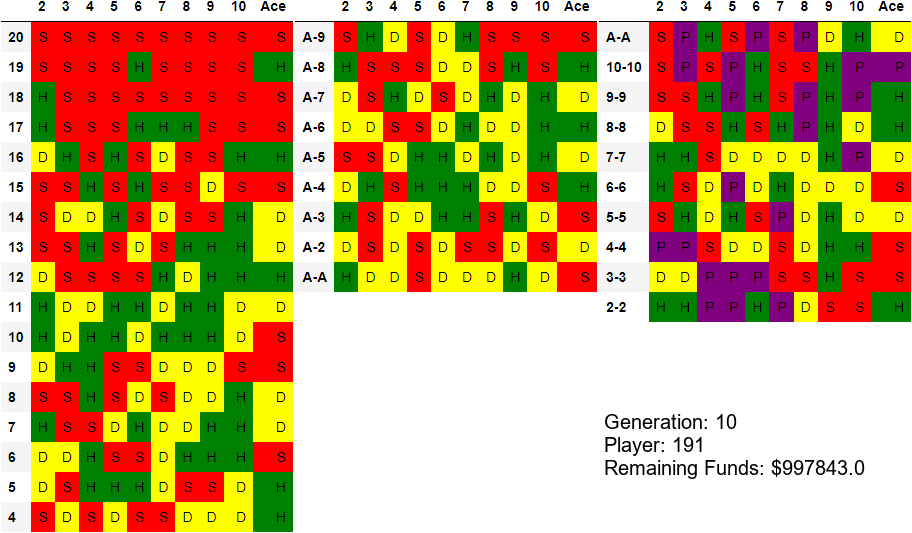 2 3 4 5 6 7 8 9 10 Ace
20 S S S S S S S S S S
19 S S S S H S S S S H
18 H S S S S S S S S S
17 H S S S H H H S S S
16 D H S H S D S S H H
15 S S H S H S S D S S
14 S D D H S D S S H D
13 S S H S D S H H H D
12 D S S S S H D H H H
11 H D D H H D H H D D
10 H D H H D H H H D S
9 D H H S S D D D S S
8 S S H S D S D D H D
7 H S S D H D D H H D
6 D D H S S D H H H S
5 D S H H H D S S D H
4 S D S D S S D D D H
2 3 4 5 6 7 8 9 10 Ace
A-9 S H D S D H S S S S
A-8 H S S S D D S H S H
A-7 D S H D S D H D H D
A-6 D D S S D H D D H H
A-5 S S D H H D H D H D
A-4 D H S H H H D D S H
A-3 H S D D H H S H D S
A-2 D S D S D S S D S D
A-A H D D S D D D H D S
2 3 4 5 6 7 8 9 10 Ace
A-A S P H S P S P D H D
10-10 S P S P H S S H P P
9-9 S S H P H S P H P H
8-8 D S S H S H P H D H
7-7 H H S D D D D H P D
6-6 H S D P D H D D D S
5-5 S H D H S P D H D D
4-4 P P S D D S D H H S
3-3 D D P P P S S H S S
2-2 H H P P H P D S S H
Generation: 10
Player: 191
Remaining Funds: $997843.0